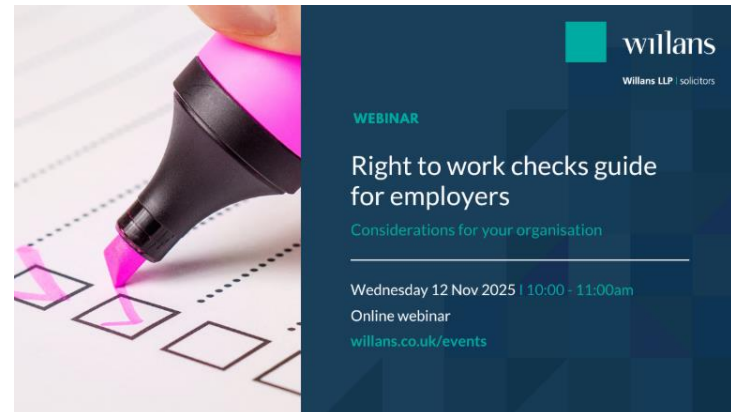 willans
Willans LLP | solicitors
WEBINAR
Right to work checks guide
for employers
Considerations for your organisation
Wednesday 12 Nov 2025 | 10:00 - 11:00am
Online webinar
willans.co.uk/events